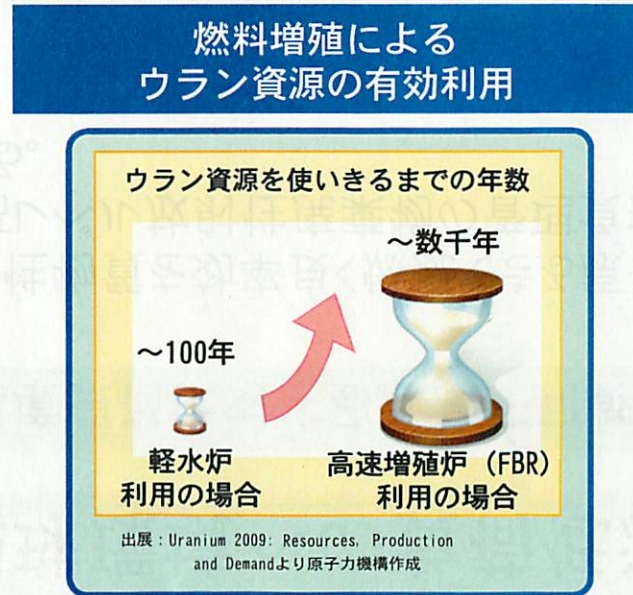 燃料増殖による
ウラン資源の有効利用
ウラン資源を使いきるまでの年数
～数千年
～100年
軽水炉
利用の場合
高速増殖炉（FBR）
利用の場合
出展：Uranium 2009: Resources, Production
and Demandより原子力機構作成